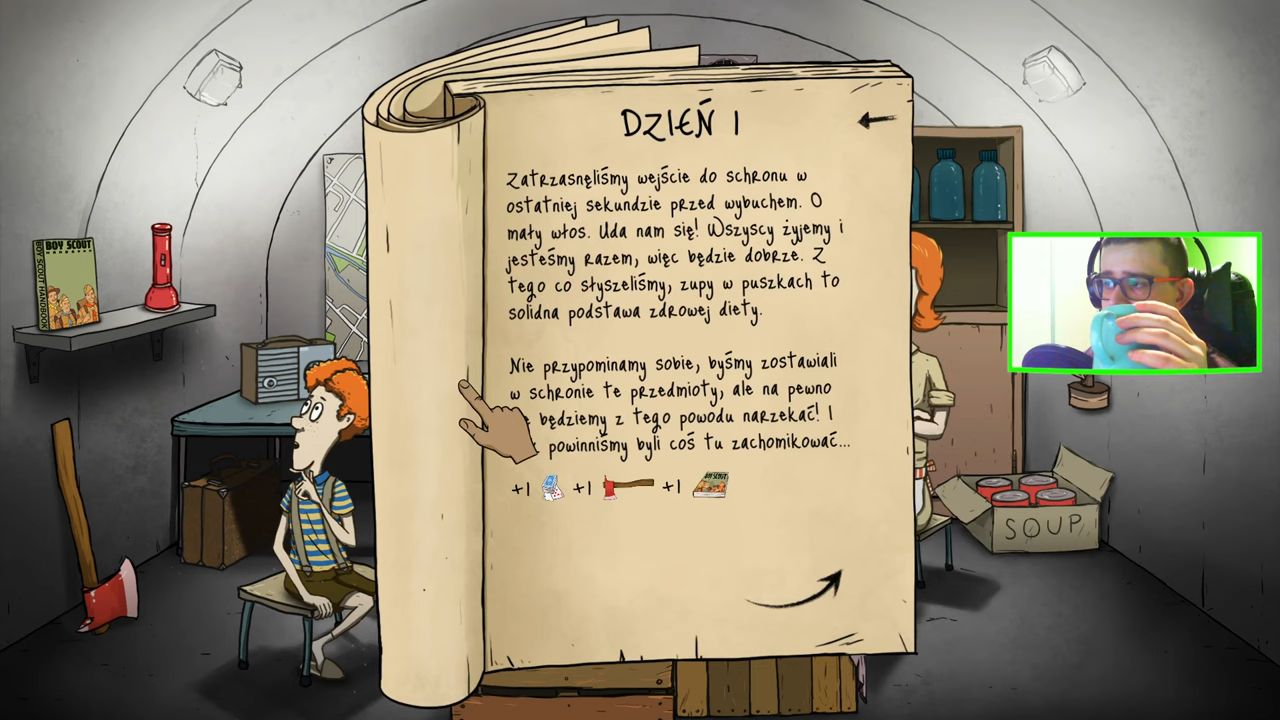 DZIEŃ 1
Zatrzasnęliśmy wejście do schronu w
ostatniej sekundzie przed wybuchem. O
mały włos. Uda nam się! Wszyscy żyjemy i
jesteśmy razem, więc będzie dobrze. Z
tego co słyszeliśmy, zupy w puszkach to
solidna podstawa zdrowej diety.
Nie przypominamy sobie, byśmy zostawiali
w schronie te przedmioty, ale na pewno
będziemy z tego powodu narzekać! I
powinniśmy byli coś tu zachomikować...
+1 +1 +1
BOY SCOUT
BOY SCOUT HANDBOOK
SOUP